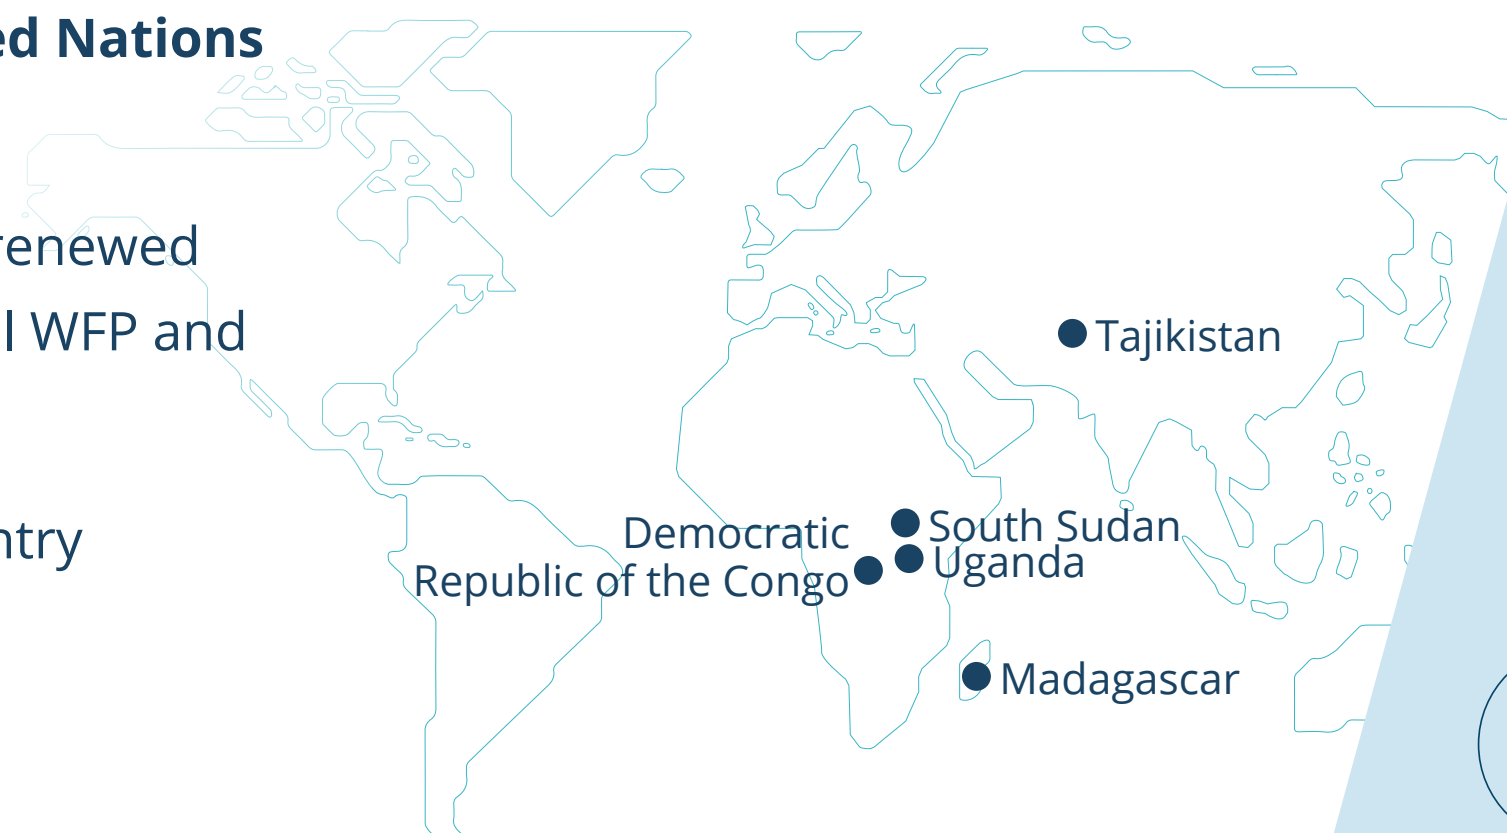 ed Nations
renewed
l WFP and
ntry
Tajikistan
South Sudan
Democratic
Uganda
Republic of the Congo
Madagascar